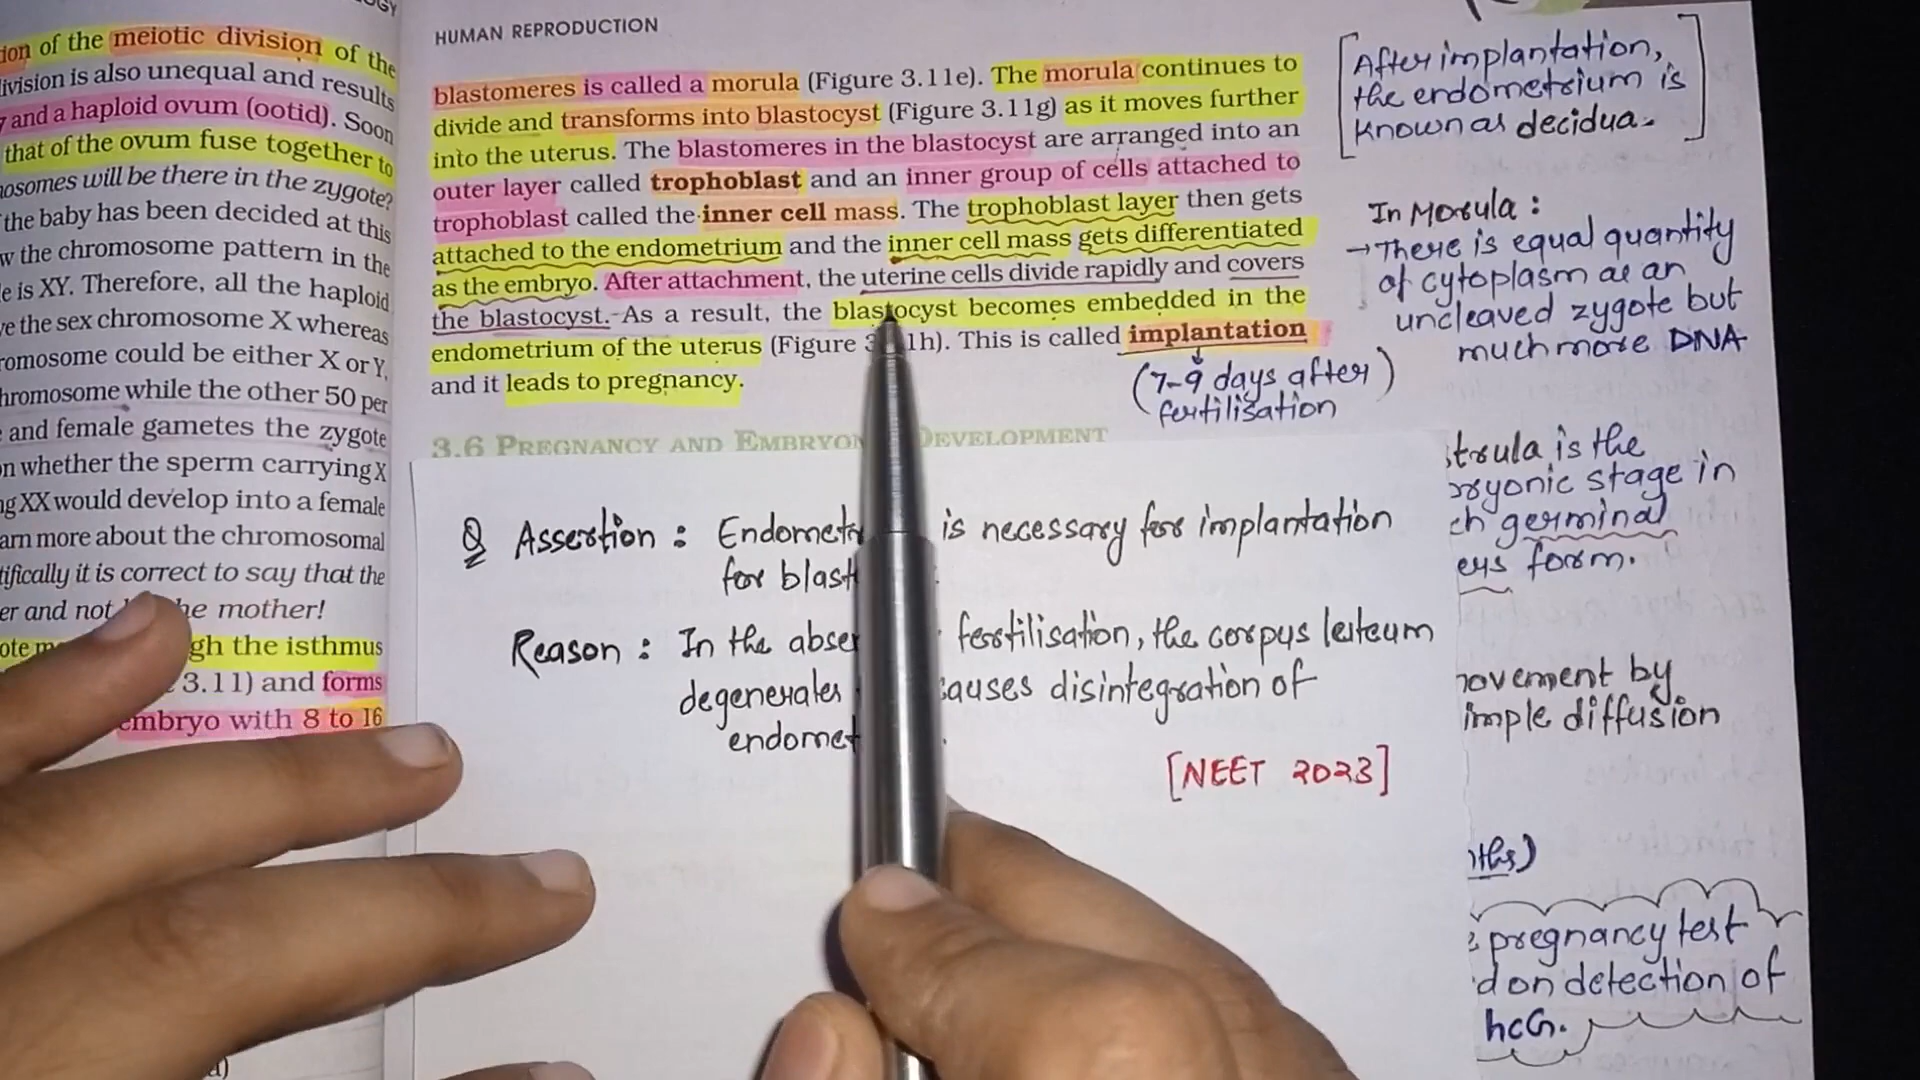 ion of the meiotic division of the
ivision is also unequal and results
and a haploid ovum (ootid). Soon
that of the ovum fuse together to
osomes will be there in the zygote?
the baby has been decided at this
w the chromosome pattern in the
e is XY. Therefore, all the haploid
ve the sex chromosome X whereas
romosome could be either X or Y,
hromosome while the other 50 per
and female gametes the zygote
on whether the sperm carrying X
ng XX would develop into a female
arn more about the chromosomal
tifically it is correct to say that the
er and not he mother!
ote gh the isthmus
3.11) and forms
embryo with 8 to 16
HUMAN REPRODUCTION
blastomeres is called a morula (Figure 3.11e). The morula continues to
divide and transforms into blastocyst (Figure 3.11g) as it moves further
into the uterus. The blastomeres in the blastocyst are arranged into an
outer layer called trophoblast and an inner group of cells attached to
trophoblast called the inner cell mass. The trophoblast layer then gets
attached to the endometrium and the inner cell mass gets differentiated
as the embryo. After attachment, the uterine cells divide rapidly and covers
the blastocyst. As a result, the blastocyst becomes embedded in the
endometrium of the uterus (Figure 3 1h). This is called implantation
and it leads to pregnancy.
(7-9 days after
fertilisation)
3.6 PREGNANCY AND EMBRYON DEVELOPMENT
Q Assertion : Endomet is necessary for implantation
for blast
Reason : In the abse fertilisation, the corpus leuteum
degenerates causes disintegration of
endomet .
[NEET 2023]
[After implantation,
the endometrium is
known as decidua.]
In Morula :
→There is equal quantity
of cytoplasm as an
uncleaved zygote but
much more DNA
strula is the
ryonic stage in
ch germinal
ers form.
movement by
imple diffusion
ths)
pregnancy test
d on detection of
hcG.